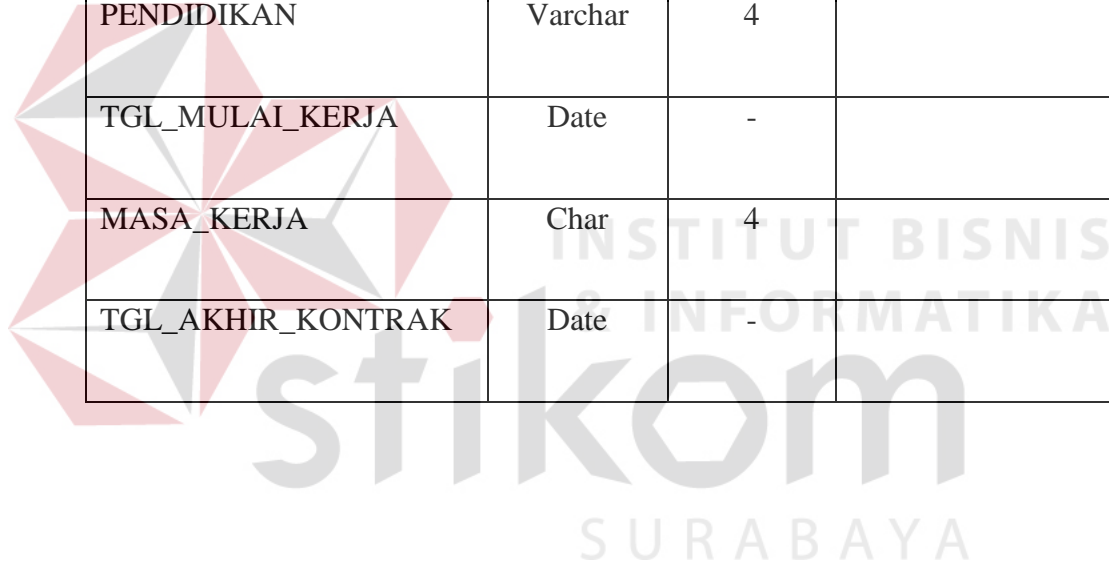 PENDIDIKAN Varchar 4
TGL_MULAI_KERJA Date -
MASA_KERJA Char 4
INSTITUT BISNIS
& INFORMATIKA
TGL_AKHIR_KONTRAK Date -
stikom
SURABAYA